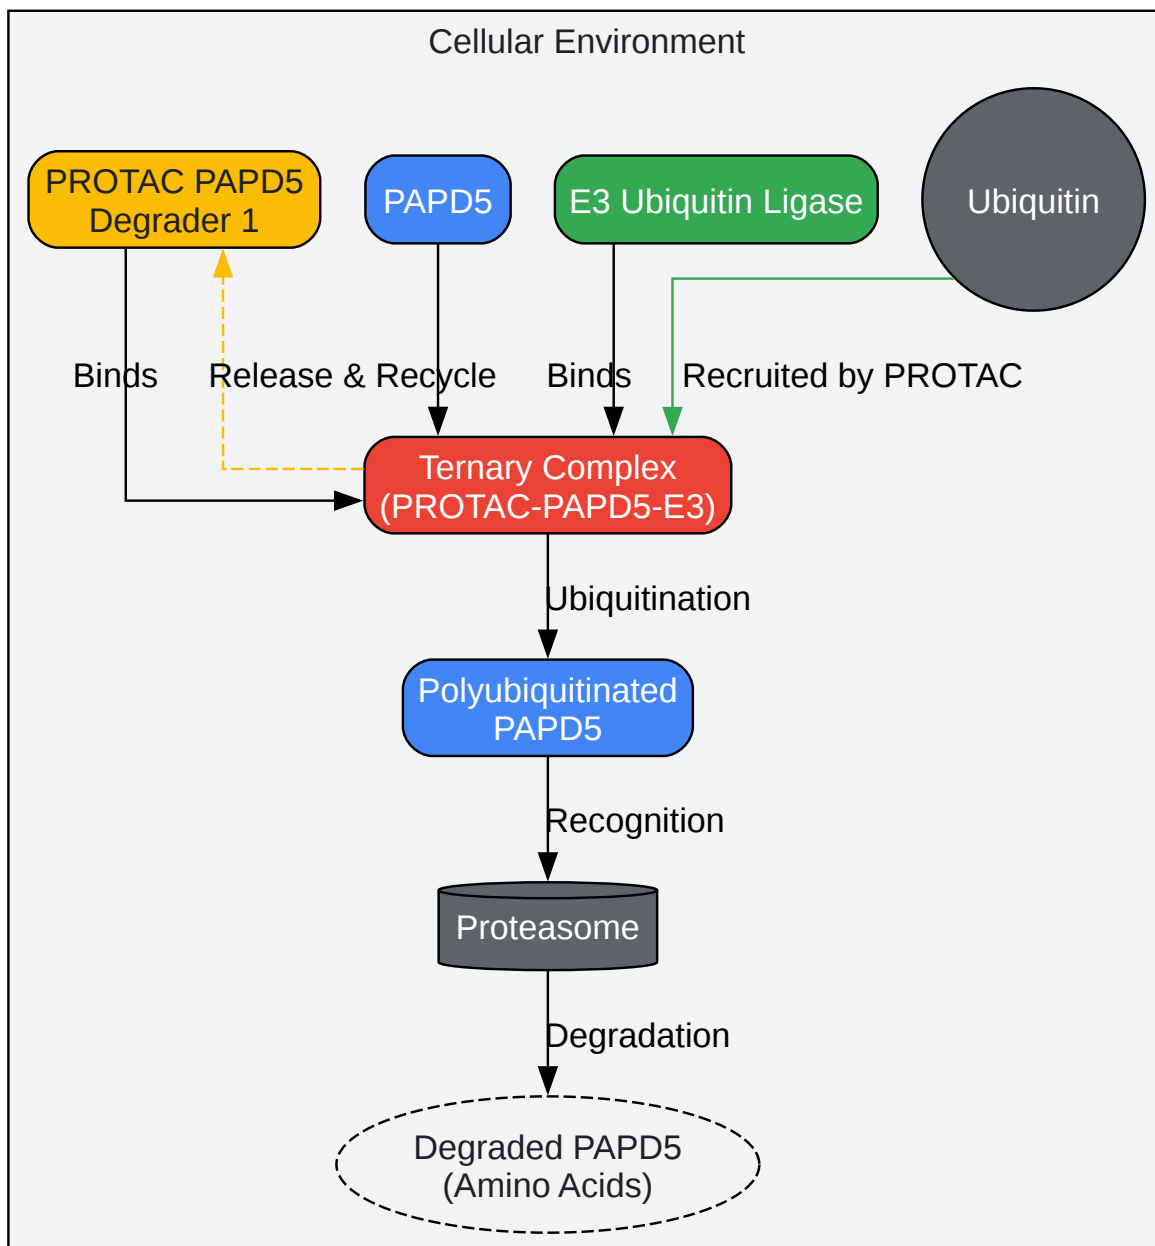 Cellular Environment
PROTAC PAPD5
Degrader 1
PAPD5
E3 Ubiquitin Ligase
Ubiquitin
Binds
Release & Recycle
Binds
Recruited by PROTAC
Ternary Complex
(PROTAC-PAPD5-E3)
Ubiquitination
Polyubiquitinated
PAPD5
Recognition
Proteasome
Degradation
Degraded PAPD5
(Amino Acids)